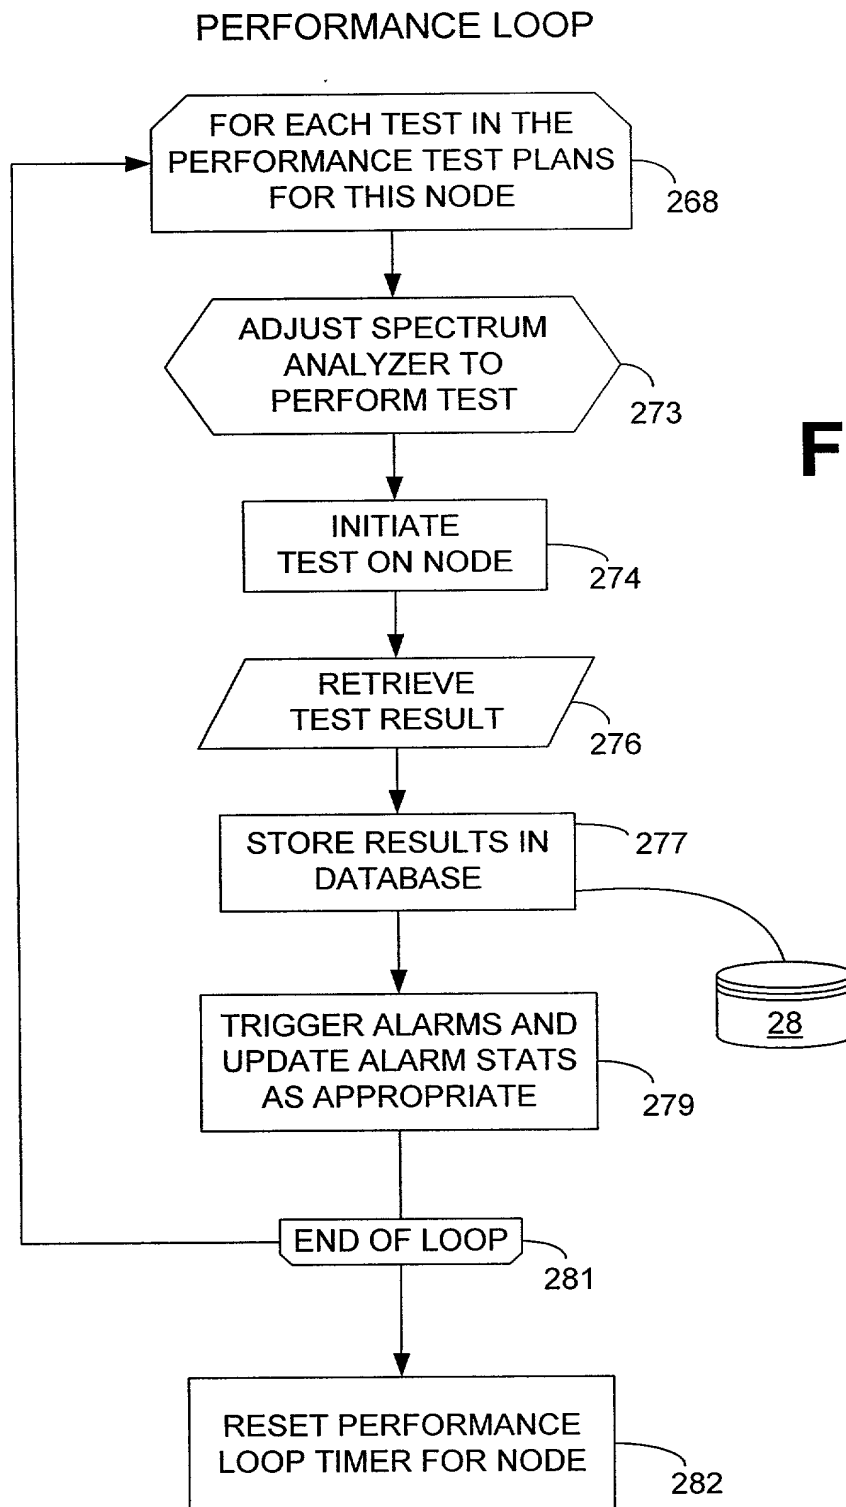 PERFORMANCE LOOP
FOR EACH TEST IN THE
PERFORMANCE TEST PLANS
FOR THIS NODE
268
ADJUST SPECTRUM
ANALYZER TO
PERFORM TEST
273
F
INITIATE
TEST ON NODE
274
RETRIEVE
TEST RESULT
276
STORE RESULTS IN
DATABASE
277
28
TRIGGER ALARMS AND
UPDATE ALARM STATS
AS APPROPRIATE
279
END OF LOOP
281
RESET PERFORMANCE
LOOP TIMER FOR NODE
282